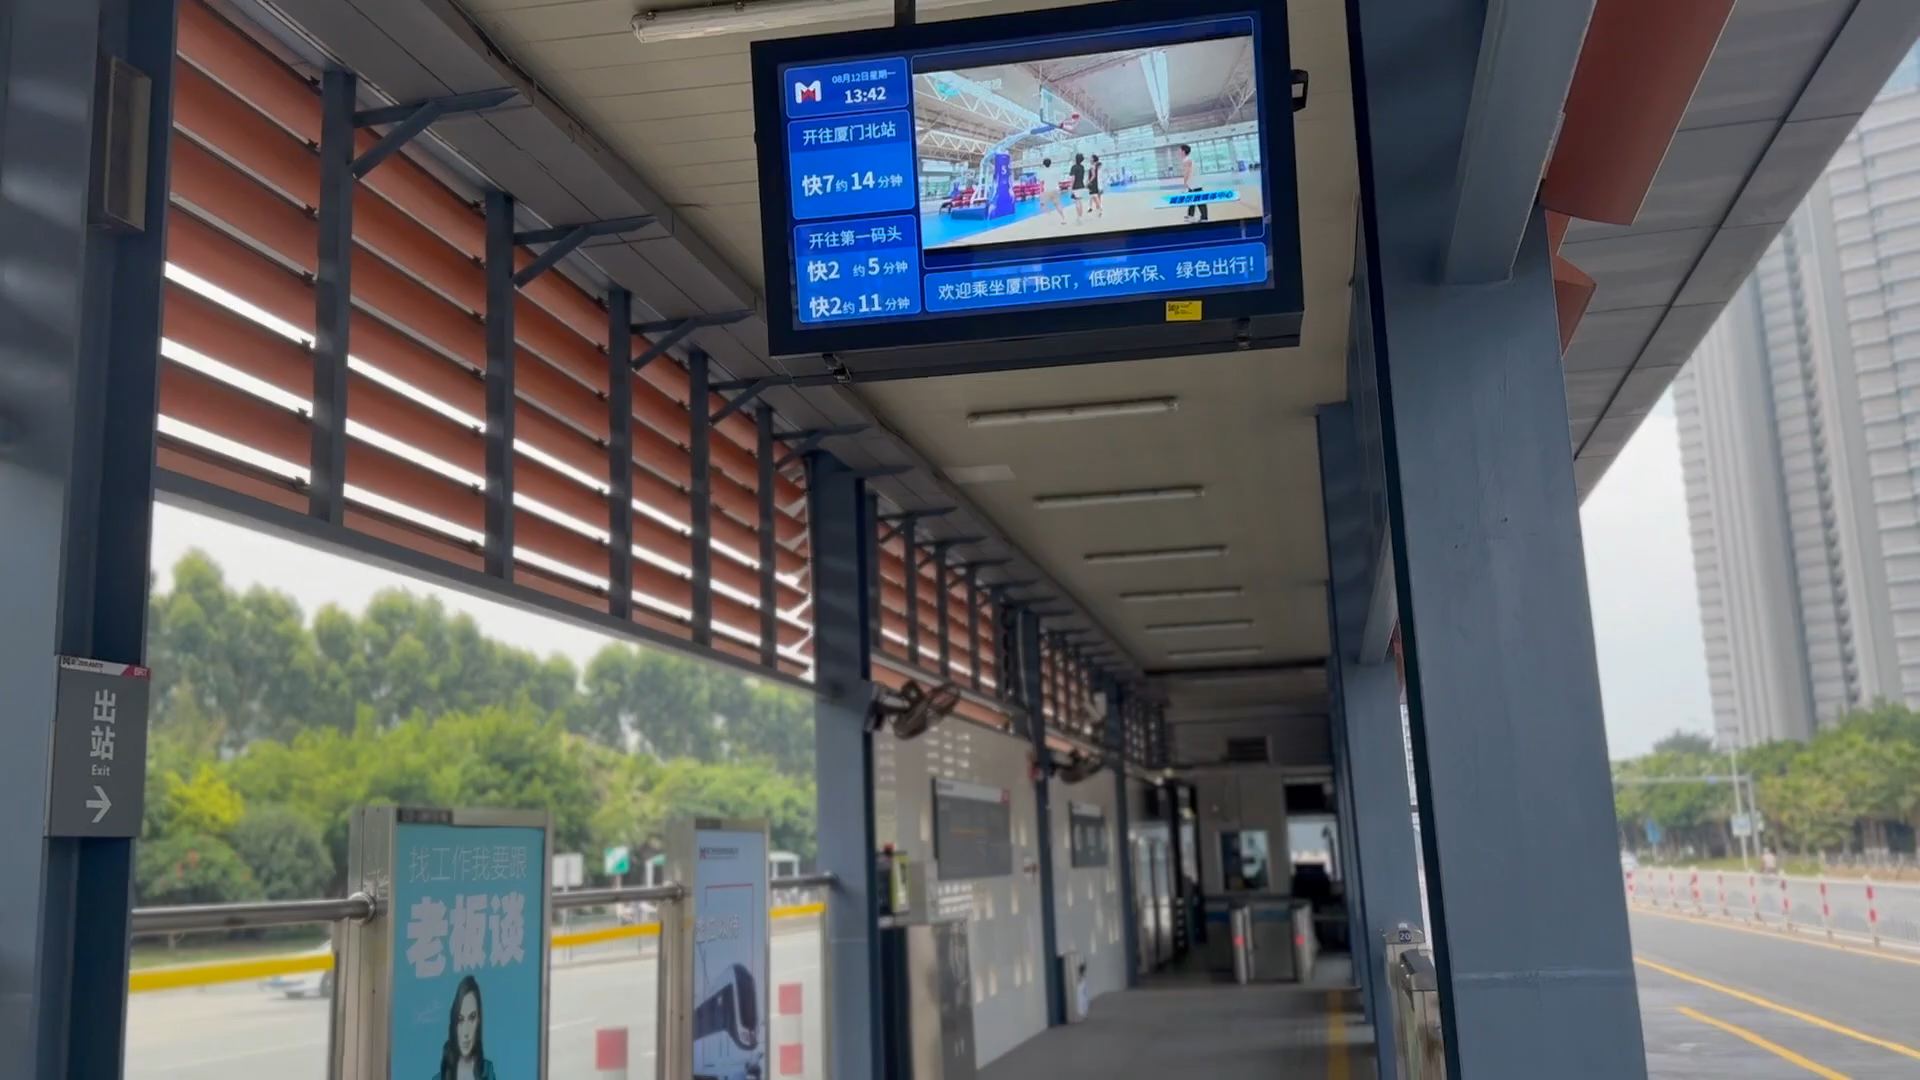 08月12日星期一
13:42
开往厦门北站
快7约14分钟
开往第一码头
快2 约5分钟
快2约11分钟
欢迎乘坐厦门BRT，低碳环保、绿色出行！
BRT
出站
Exit
找工作我要跟
老板谈
20